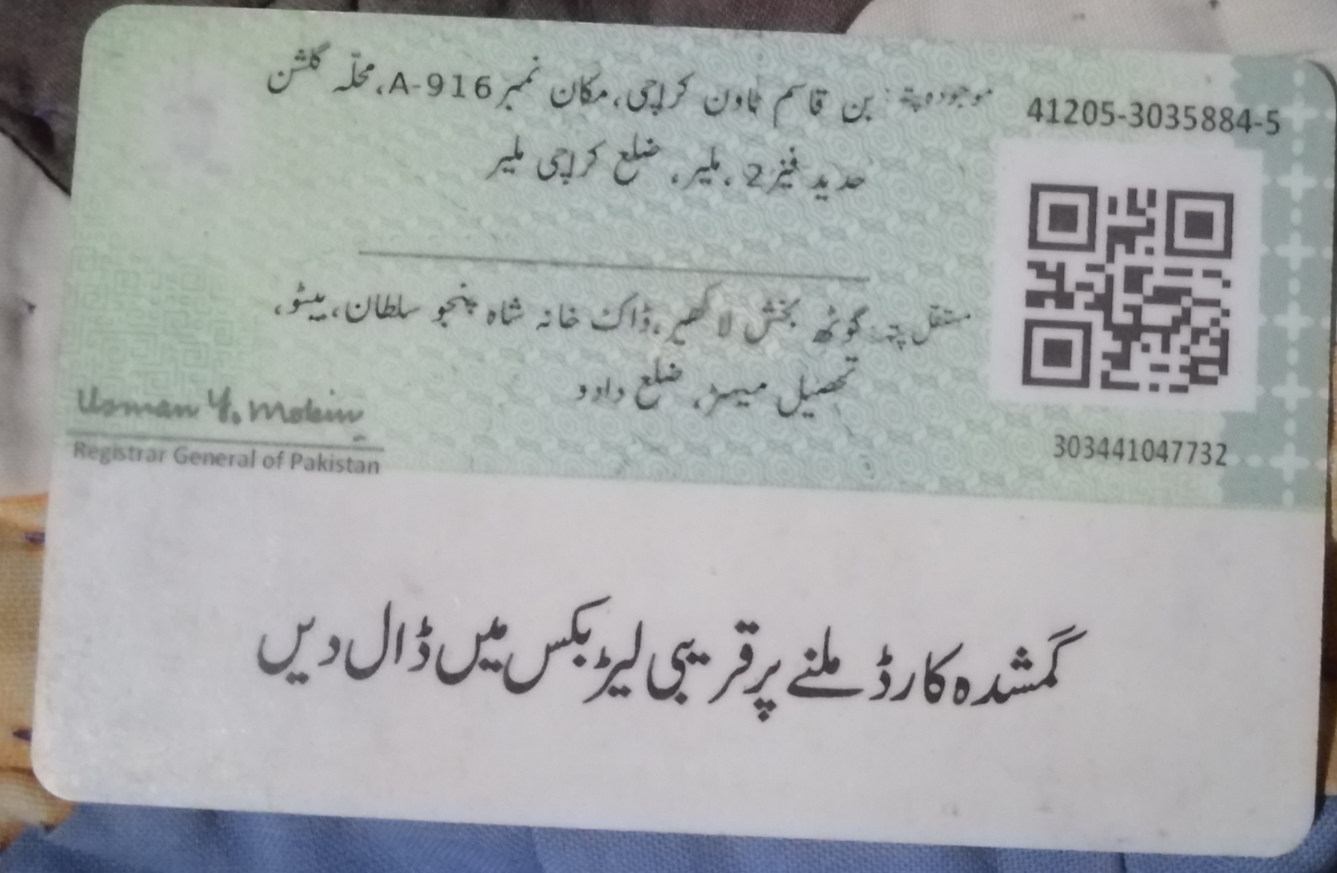 41205-3035884-5
موجودہ پتہ: بن قاسم ٹاون کراچی، مکان نمبر A-916، محلّہ گلشن
حدید فیز 2، ملیر، ضلع کراچی ملیر
مستقل پتہ: گوٹھ بخش لاکھیر، ڈاک خانہ شاہ پنجو سلطان، بیٹو،
تحصیل میہڑ، ضلع دادو
303441047732
Usman Y. Mobin
Registrar General of Pakistan
گمشدہ کارڈ ملنے پر قریبی لیٹر بکس میں ڈال دیں